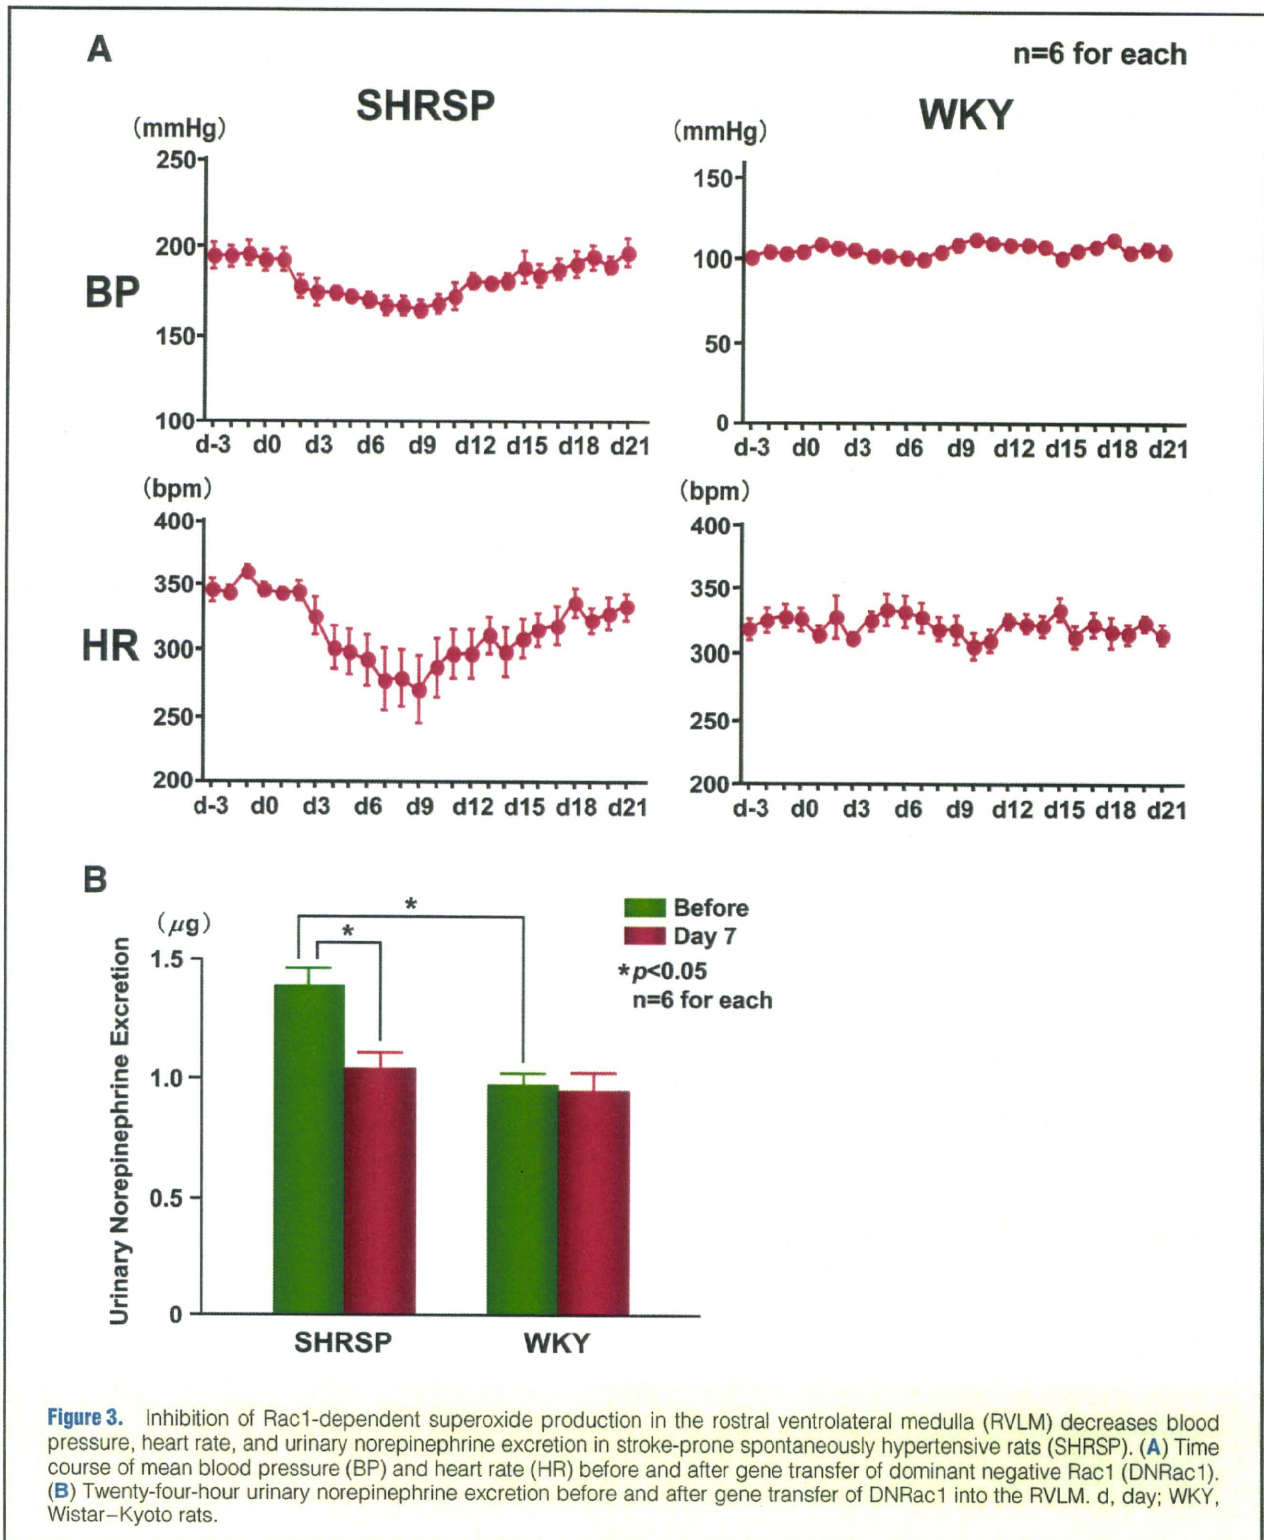 A
n=6 for each
SHRSP
WKY
(mmHg)
(mmHg)
250
200
150
100
BP
150
100
50
0
d-3 d0 d3 d6 d9 d12 d15 d18 d21
d-3 d0 d3 d6 d9 d12 d15 d18 d21
(bpm)
(bpm)
400
350
300
250
200
HR
400
350
300
250
200
d-3 d0 d3 d6 d9 d12 d15 d18 d21
d-3 d0 d3 d6 d9 d12 d15 d18 d21
B
(μg)
Urinary Norepinephrine Excretion
1.5
1.0
0.5
0
*
*
Before
Day 7
*p<0.05
n=6 for each
SHRSP WKY
Figure 3. Inhibition of Rac1-dependent superoxide production in the rostral ventrolateral medulla (RVLM) decreases blood
pressure, heart rate, and urinary norepinephrine excretion in stroke-prone spontaneously hypertensive rats (SHRSP). (A) Time
course of mean blood pressure (BP) and heart rate (HR) before and after gene transfer of dominant negative Rac1 (DNRac1).
(B) Twenty-four-hour urinary norepinephrine excretion before and after gene transfer of DNRac1 into the RVLM. d, day; WKY,
Wistar–Kyoto rats.